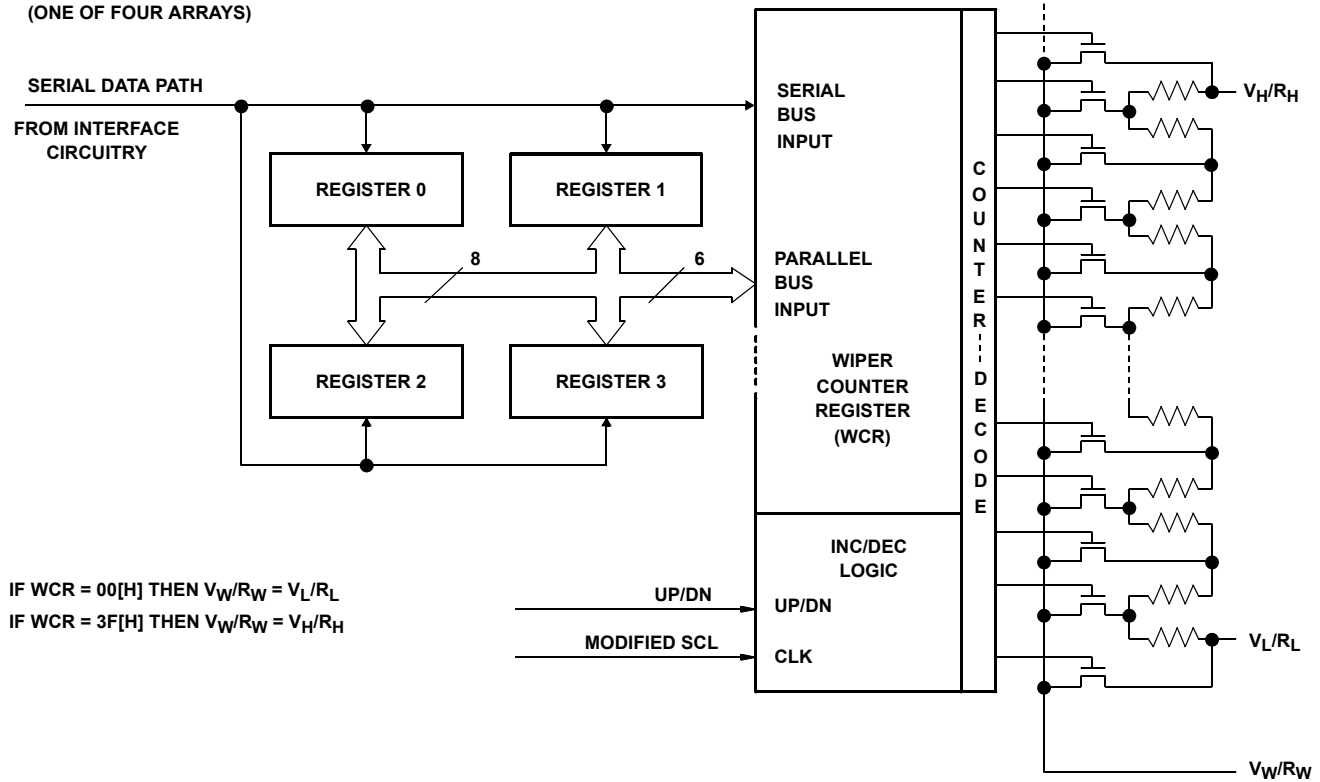 (ONE OF FOUR ARRAYS)
SERIAL DATA PATH
FROM INTERFACE
CIRCUITRY
REGISTER 0
REGISTER 1
8
6
REGISTER 2
REGISTER 3
SERIAL
BUS
INPUT
PARALLEL
BUS
INPUT
WIPER
COUNTER
REGISTER
(WCR)
INC/DEC
LOGIC
UP/DN
UP/DN
MODIFIED SCL
CLK
COUNTER
DECODE
VH/RH
VL/RL
VW/RW
IF WCR = 00[H] THEN VW/RW = VL/RL
IF WCR = 3F[H] THEN VW/RW = VH/RH